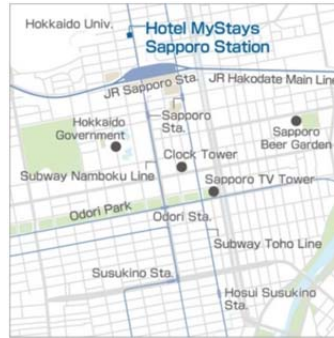 Hokkaido Univ.
Hotel MyStays
Sapporo Station
JR Sapporo Sta.
JR Hakodate Main Line
Hokkaido
Government
Sapporo
Sta.
Sapporo
Beer Garden
Clock Tower
Subway Namboku Line
Sapporo TV Tower
Odori Park
Odori Sta.
Subway Toho Line
Susukino Sta.
Hosui Susukino
Sta.